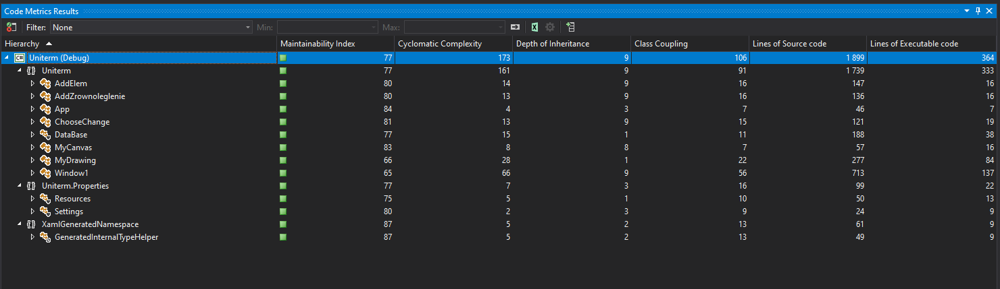 Code Metrics Results
Filter: None Min: Max:
Hierarchy Maintainability Index Cyclomatic Complexity Depth of Inheritance Class Coupling Lines of Source code Lines of Executable code
C# Uniterm (Debug) 77 173 9 106 1 899 364
{} Uniterm 77 161 9 91 1 739 333
AddElem 80 14 9 16 147 16
AddZrownoleglenie 80 13 9 16 136 16
App 84 4 3 7 46 7
ChooseChange 81 13 9 15 121 19
DataBase 77 15 1 11 188 38
MyCanvas 83 8 8 7 57 16
MyDrawing 66 28 1 22 277 84
Window1 65 66 9 56 713 137
{} Uniterm.Properties 77 7 3 16 99 22
Resources 75 5 1 10 50 13
Settings 80 2 3 9 24 9
{} XamlGeneratedNamespace 87 5 2 13 61 9
GeneratedInternalTypeHelper 87 5 2 13 49 9